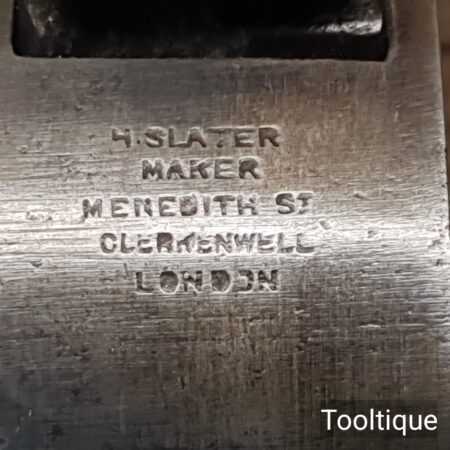 H·SLATER
MAKER
MEREDITH ST
CLERKENWELL
LONDON
Tooltique